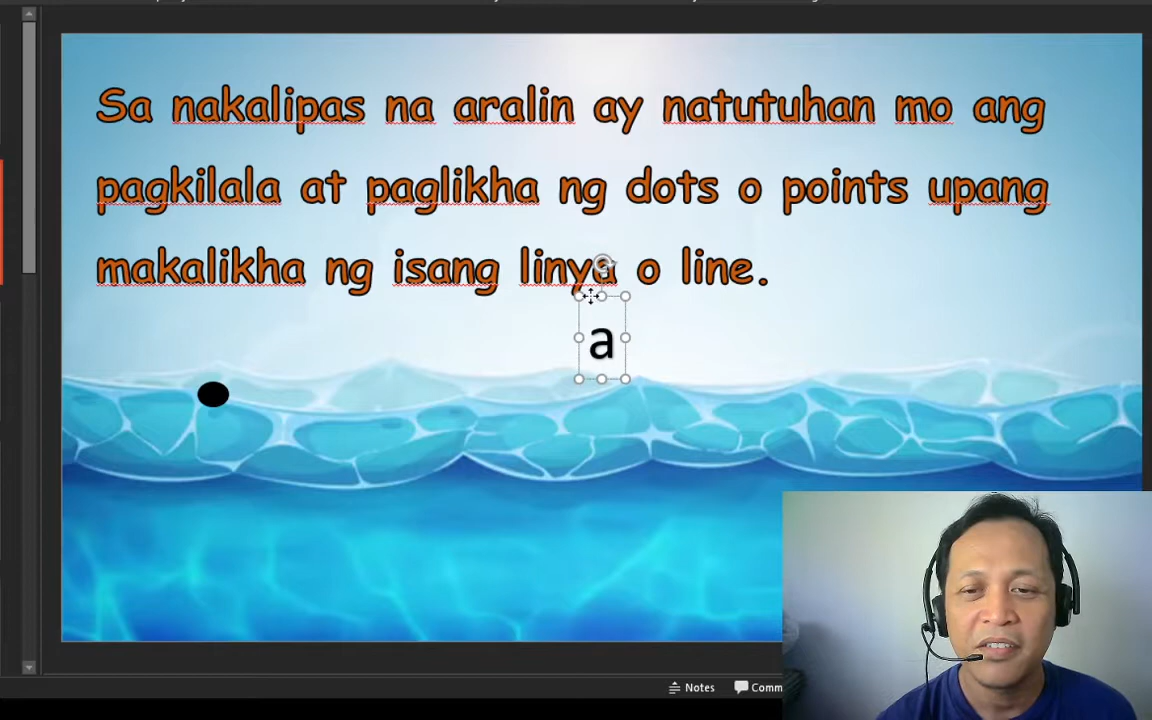 Sa nakalipas na aralin ay natutuhan mo ang
pagkilala at paglikha ng dots o points upang
makalikha ng isang linya o line.
a
Notes
Comm